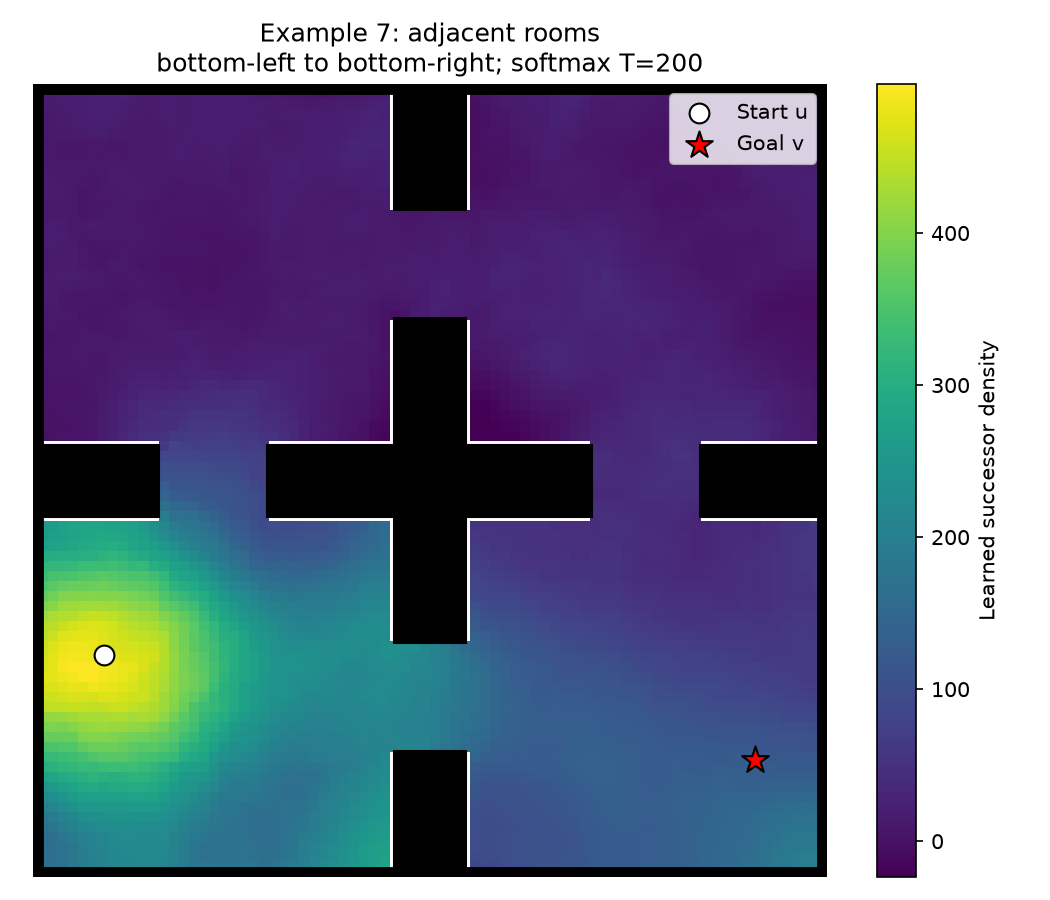 Example 7: adjacent rooms
bottom-left to bottom-right; softmax T=200
Start u
Goal v
400
300
200
100
0
Learned successor density